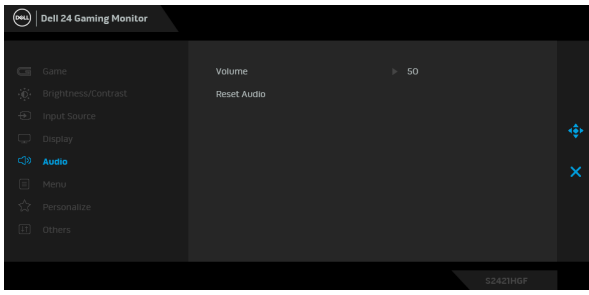 DELL Dell 24 Gaming Monitor
Game
Volume 50
Brightness/Contrast
Reset Audio
Input Source
Display
Audio
Menu
Personalize
Others
S2421HGF